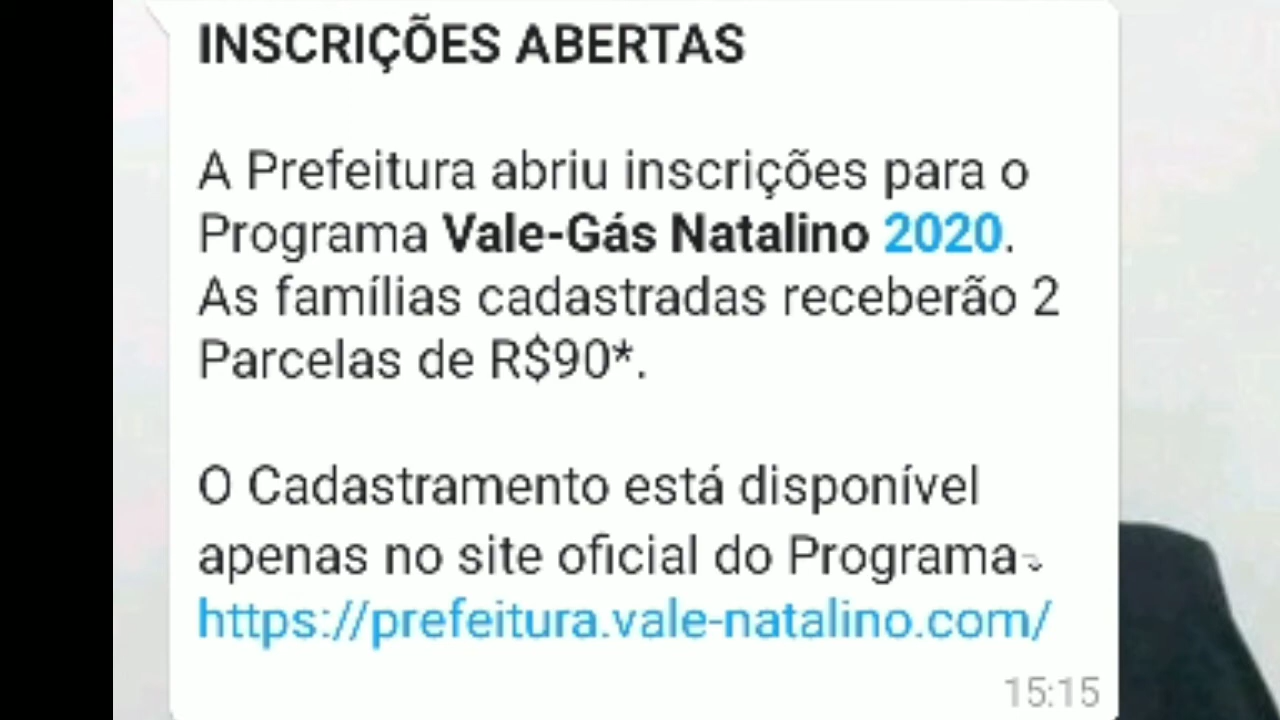 INSCRIÇÕES ABERTAS
A Prefeitura abriu inscrições para o
Programa Vale-Gás Natalino 2020.
As famílias cadastradas receberão 2
Parcelas de R$90*.
O Cadastramento está disponível
apenas no site oficial do Programa
https://prefeitura.vale-natalino.com/
15:15